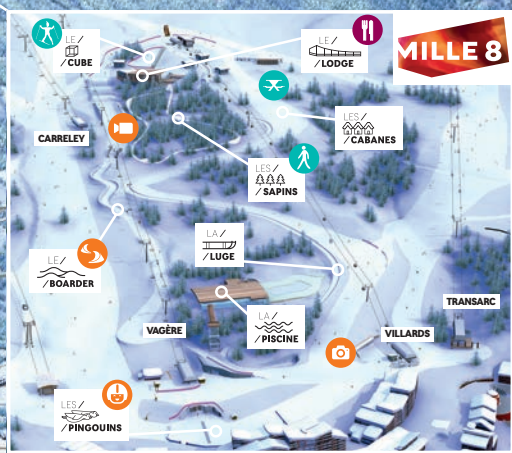 LE/
/CUBE
LE/
/LODGE
MILLE 8
LES/
/CABANES
CARRELEY
LES/
/SAPINS
LA/
/LUGE
LE/
/BOARDER
TRANSARC
LA/
/PISCINE
VAGÈRE
VILLARDS
LES/
/PINGOUINS